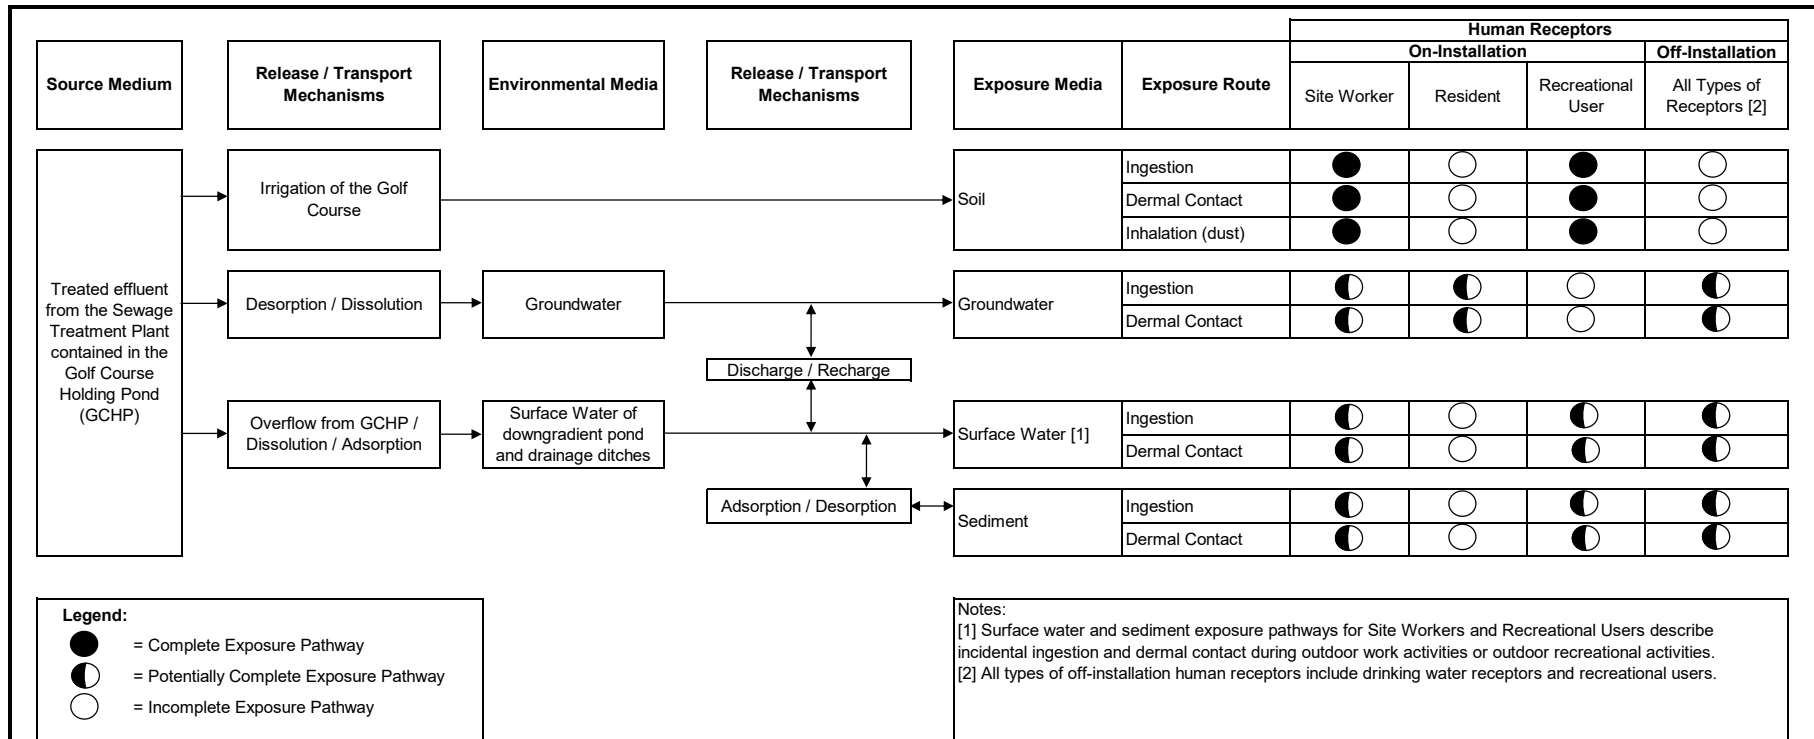 Human Receptors
On-Installation
Off-Installation
Source Medium
Release / Transport
Mechanisms
Environmental Media
Release / Transport
Mechanisms
Exposure Media
Exposure Route
Site Worker
Resident
Recreational
User
All Types of
Receptors [2]
Treated effluent
from the Sewage
Treatment Plant
contained in the
Golf Course
Holding Pond
(GCHP)
Irrigation of the Golf
Course
Soil
Ingestion
Dermal Contact
Inhalation (dust)
Desorption / Dissolution
Groundwater
Groundwater
Ingestion
Dermal Contact
Discharge / Recharge
Overflow from GCHP /
Dissolution / Adsorption
Surface Water of
downgradient pond
and drainage ditches
Surface Water [1]
Ingestion
Dermal Contact
Adsorption / Desorption
Sediment
Ingestion
Dermal Contact
Legend:
= Complete Exposure Pathway
= Potentially Complete Exposure Pathway
= Incomplete Exposure Pathway
Notes:
[1] Surface water and sediment exposure pathways for Site Workers and Recreational Users describe
incidental ingestion and dermal contact during outdoor work activities or outdoor recreational activities.
[2] All types of off-installation human receptors include drinking water receptors and recreational users.